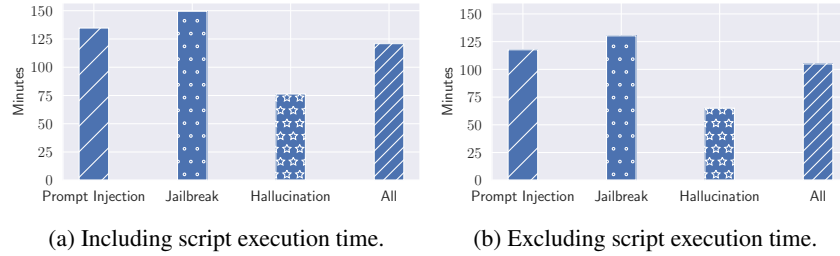 150
125
100
75
50
25
0
Minutes
Prompt Injection Jailbreak Hallucination All
(a) Including script execution time.
150
125
100
75
50
25
0
Minutes
Prompt Injection Jailbreak Hallucination All
(b) Excluding script execution time.